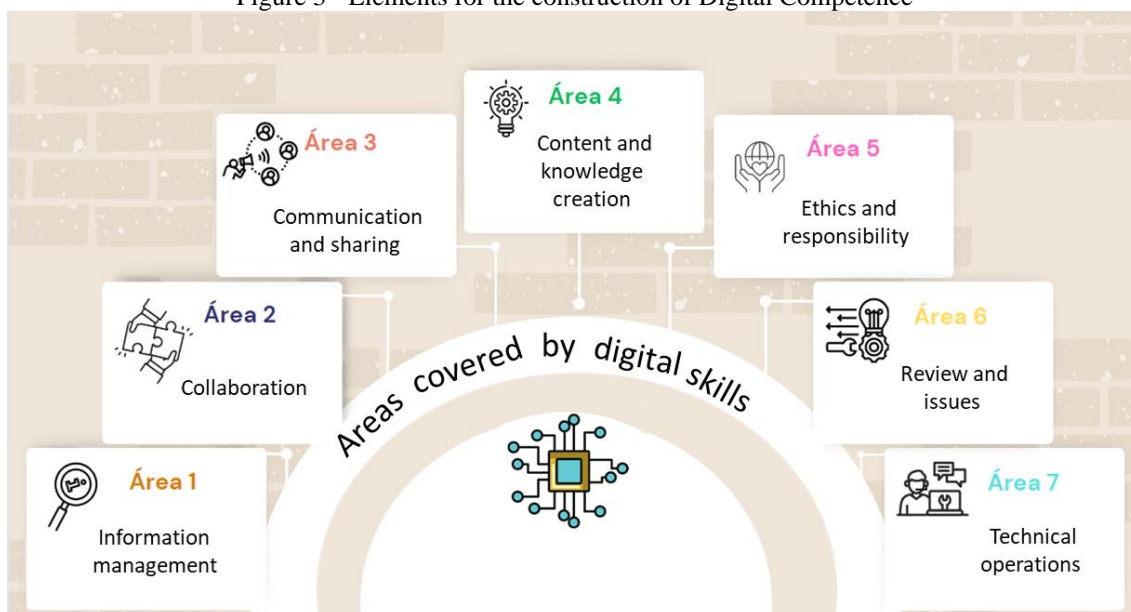 Figure 3 - Elements for the construction of Digital Competence
Área 1
Information
management
Área 2
Collaboration
Área 3
Communication
and sharing
Área 4
Content and
knowledge
creation
Área 5
Ethics and
responsibility
Área 6
Review and
issues
Área 7
Technical
operations
Areas covered by digital skills